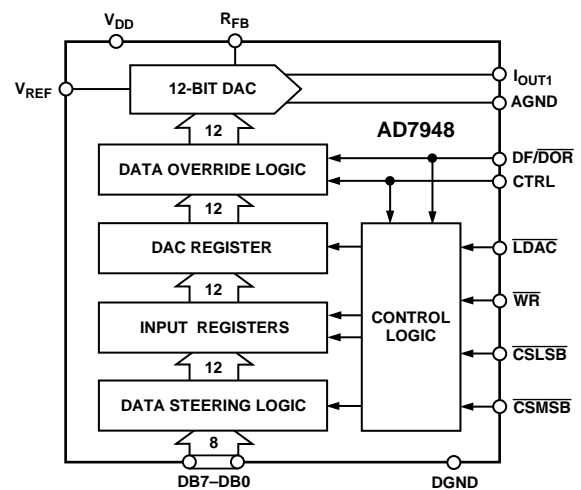 VDD
RFB
VREF
12-BIT DAC
IOUT1
AGND
12
AD7948
DATA OVERRIDE LOGIC
DF/DOR
CTRL
12
DAC REGISTER
LDAC
12
INPUT REGISTERS
CONTROL
LOGIC
WR
12
CSLSB
DATA STEERING LOGIC
CSMSB
8
DB7–DB0
DGND